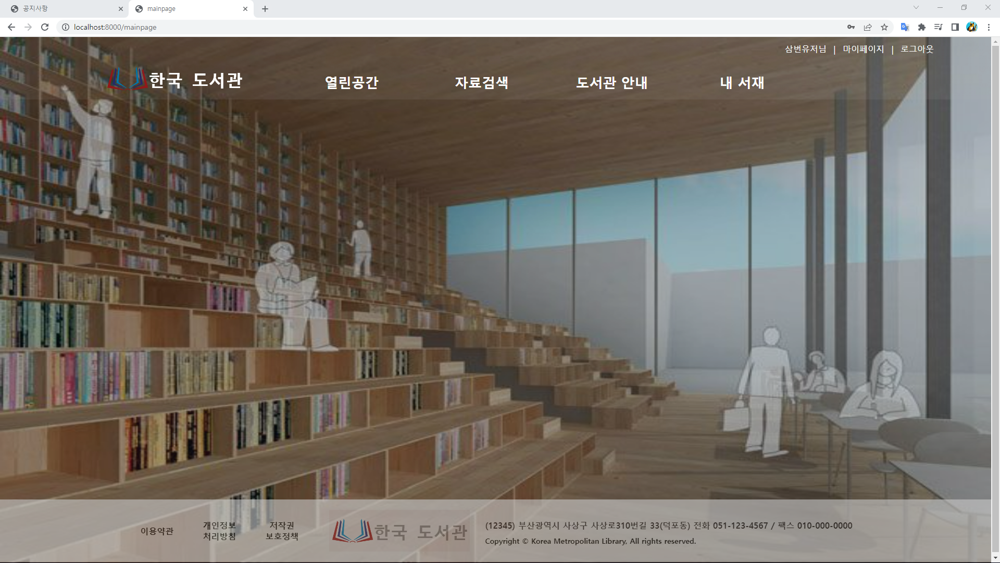 공지사항
mainpage
localhost:8000/mainpage
삼번유저님 | 마이페이지 | 로그아웃
한국 도서관
열린공간
자료검색
도서관 안내
내 서재
이용약관
개인정보
처리방침
저작권
보호정책
한국 도서관
(12345) 부산광역시 사상구 사상로310번길 33(덕포동) 전화 051-123-4567 / 팩스 010-000-0000
Copyright © Korea Metropolitan Library, All rights reserved.